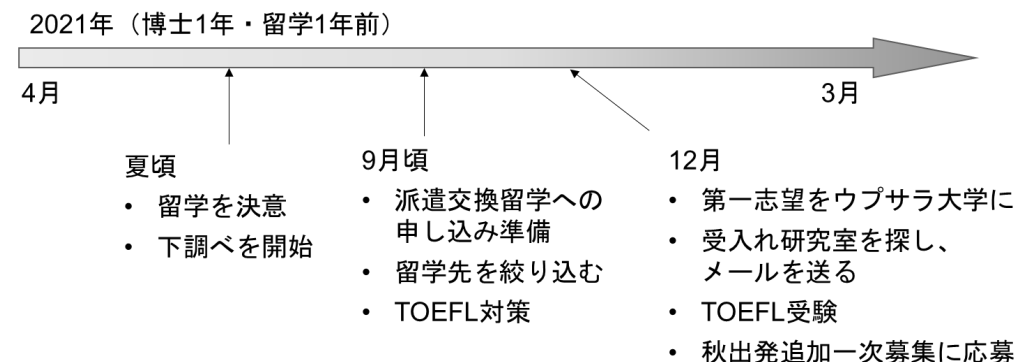 2021年（博士1年・留学1年前）
4月
3月
夏頃
• 留学を決意
• 下調べを開始
9月頃
• 派遣交換留学への
申し込み準備
• 留学先を絞り込む
• TOEFL対策
12月
• 第一志望をウプサラ大学に
• 受入れ研究室を探し、
メールを送る
• TOEFL受験
• 秋出発追加一次募集に応募